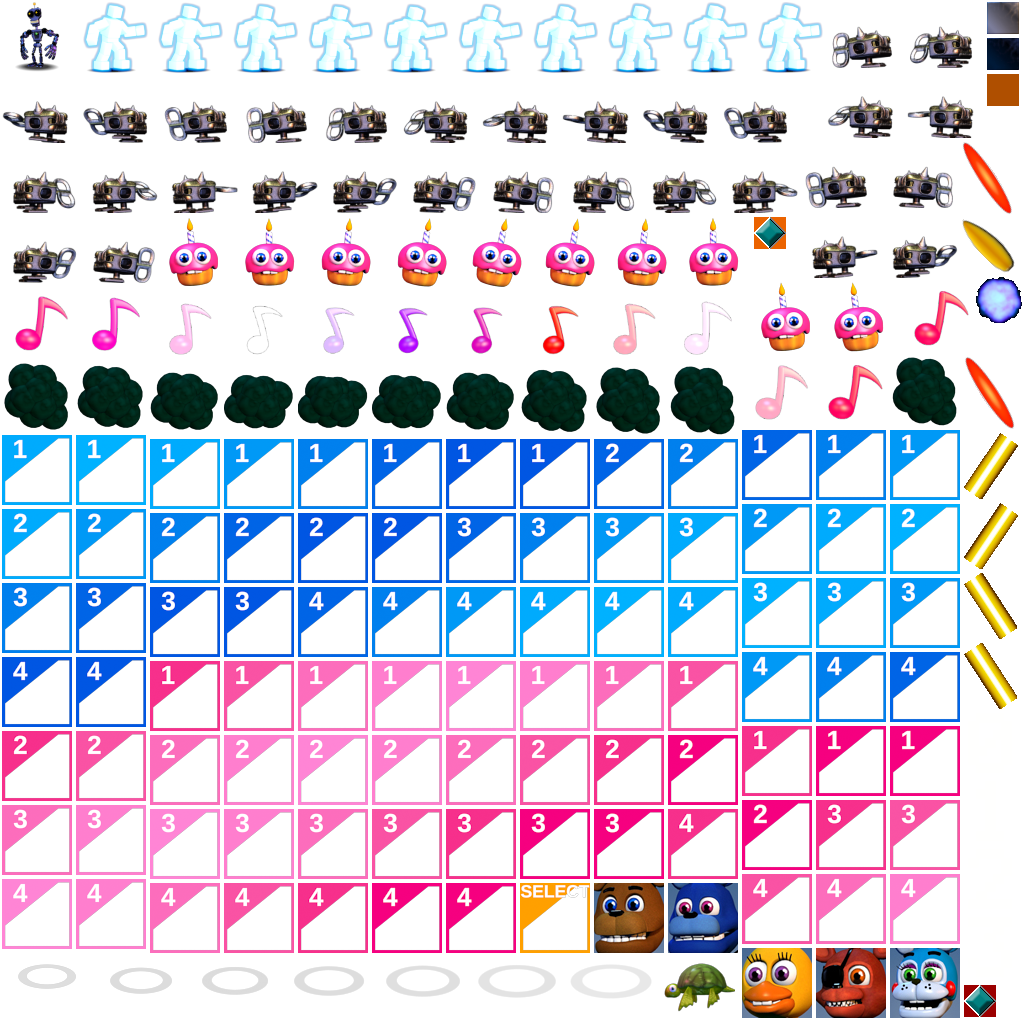 1 1 1 1 1 1 1 1 2 2 1 1 1
2 2 2 2 2 2 3 3 3 3 2 2 2
3 3 3 3 4 4 4 4 4 4 3 3 3
4 4 1 1 1 1 1 1 1 1 4 4 4
2 2 2 2 2 2 2 2 2 2 1 1 1
3 3 3 3 3 3 3 3 3 4 2 3 3
4 4 4 4 4 4 4 SELECT 4 4 4